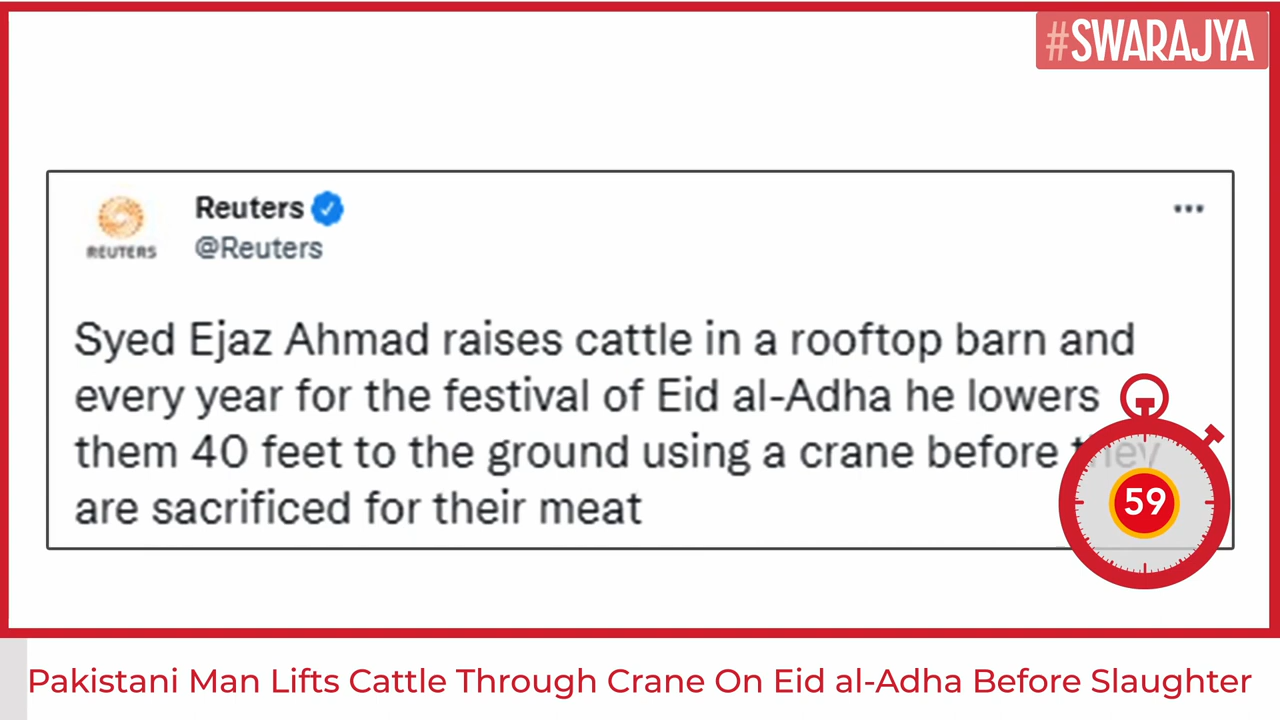 #SWARAJYA
REUTERS
Reuters
@Reuters
Syed Ejaz Ahmad raises cattle in a rooftop barn and
every year for the festival of Eid al-Adha he lowers
them 40 feet to the ground using a crane before they
are sacrificed for their meat
59
Pakistani Man Lifts Cattle Through Crane On Eid al-Adha Before Slaughter